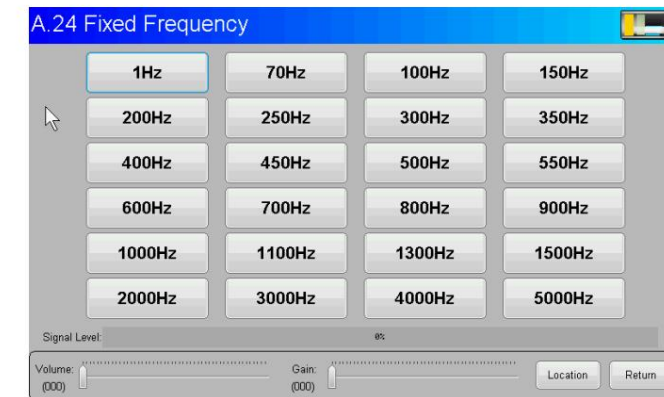 A.24 Fixed Frequency
1Hz 70Hz 100Hz 150Hz
200Hz 250Hz 300Hz 350Hz
400Hz 450Hz 500Hz 550Hz
600Hz 700Hz 800Hz 900Hz
1000Hz 1100Hz 1300Hz 1500Hz
2000Hz 3000Hz 4000Hz 5000Hz
Signal Level: 0%
Volume: Gain: Location Return
(000) (000)